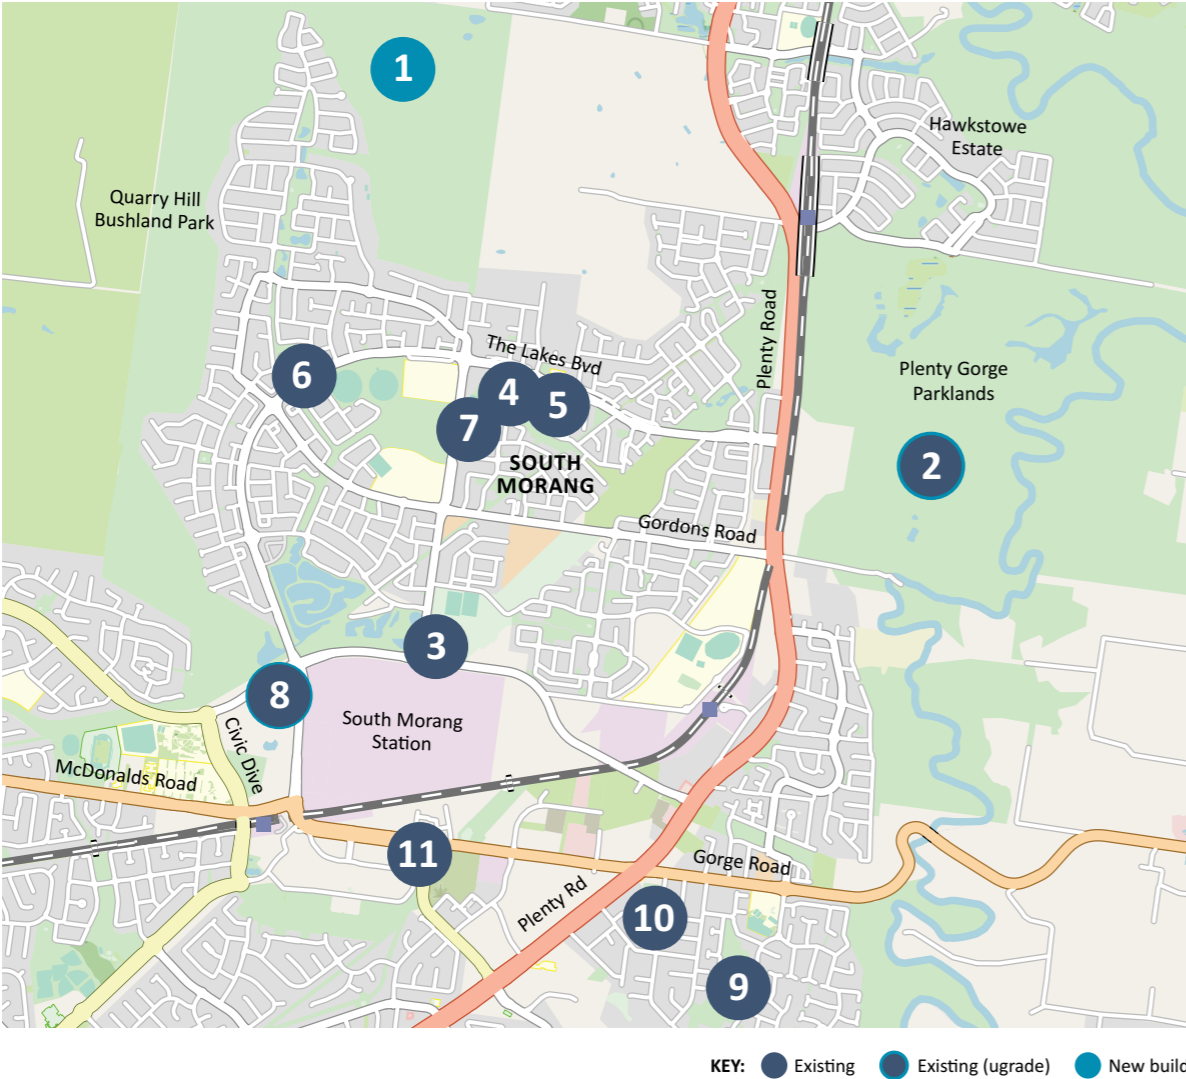 1
Hawkstowe
Estate
Quarry Hill
Bushland Park
Plenty Road
The Lakes Bvd
6
4
5
7
Plenty Gorge
Parklands
SOUTH
MORANG
2
Gordons Road
3
8
South Morang
Station
Civic Dive
McDonalds Road
11
Gorge Road
Plenty Rd
10
9
KEY: Existing Existing (ugrade) New build